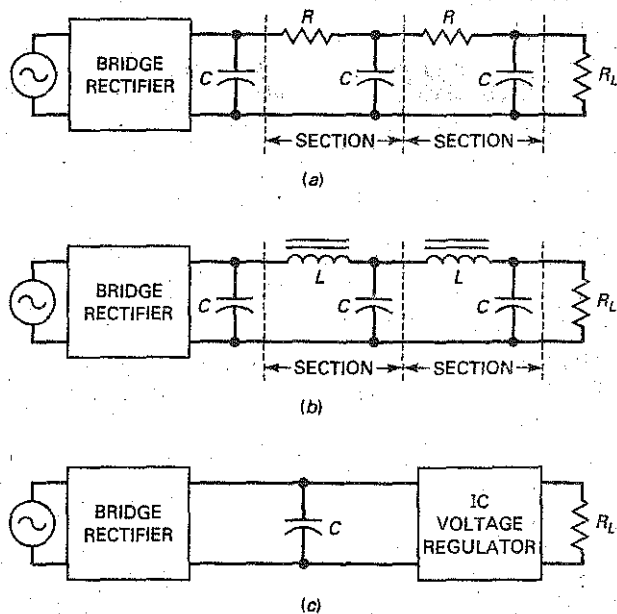 R R
BRIDGE
RECTIFIER
C C C
R_L
SECTION SECTION
(a)
BRIDGE
RECTIFIER
L L
C C C
R_L
SECTION SECTION
(b)
BRIDGE
RECTIFIER
C
IC
VOLTAGE
REGULATOR
R_L
(c)